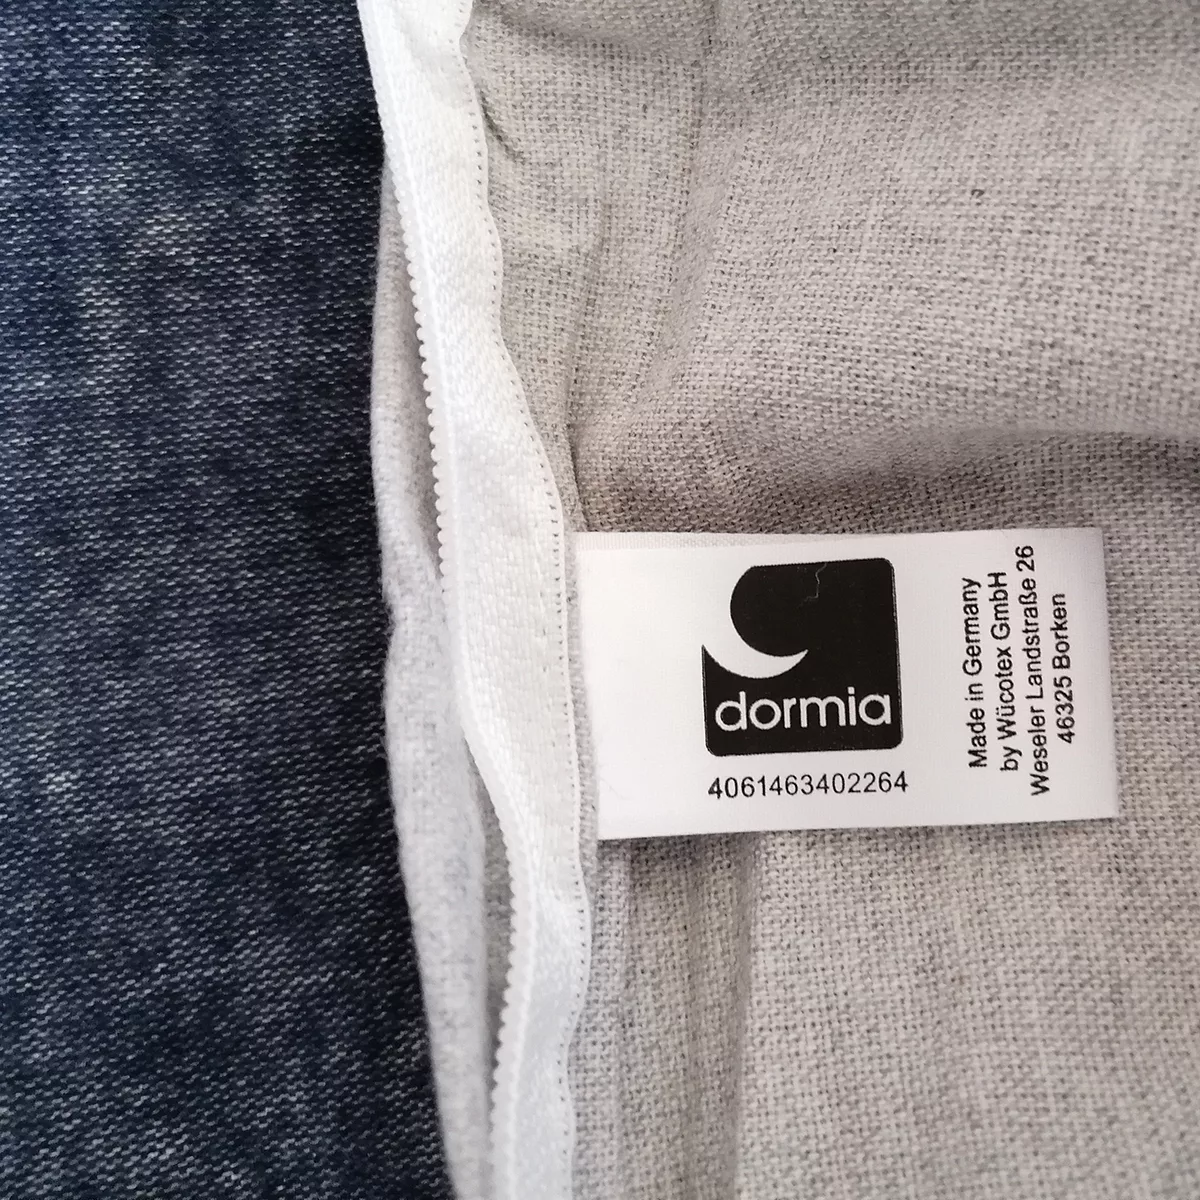 dormia
4061463402264
Made in Germany
by Wücotex GmbH
Weseler Landstraße 26
46325 Borken